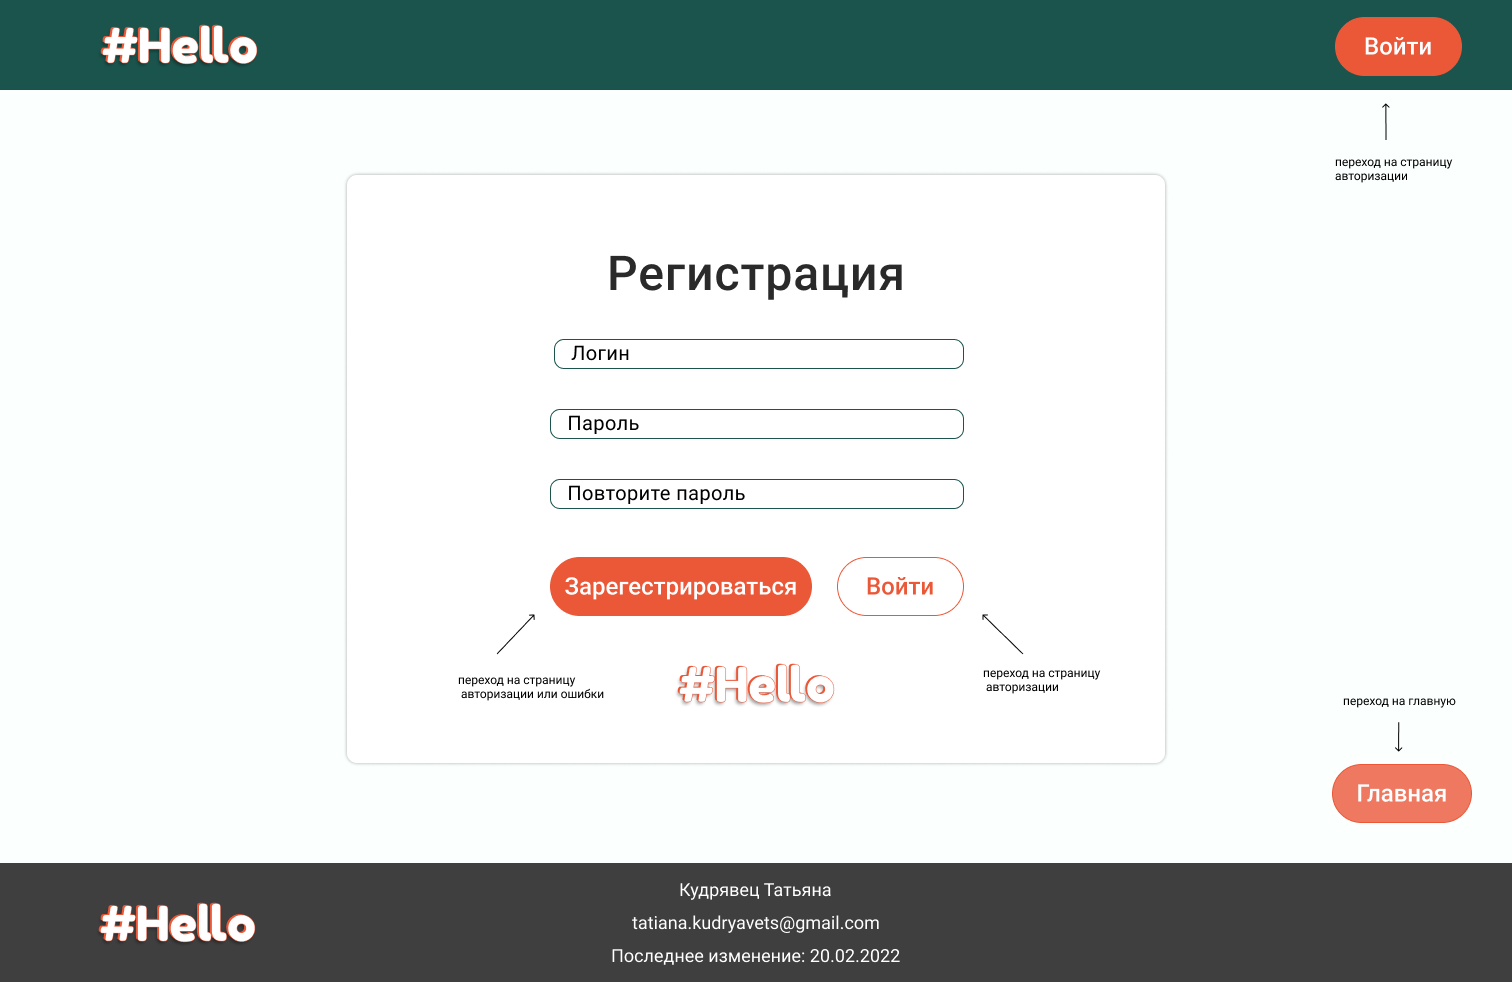 #Hello
Войти
переход на страницу
авторизации
Регистрация
Логин
Пароль
Повторите пароль
Зарегестрироваться
Войти
переход на страницу
авторизации или ошибки
#Hello
переход на страницу
авторизации
переход на главную
Главная
#Hello
Кудрявец Татьяна
tatiana.kudryavets@gmail.com
Последнее изменение: 20.02.2022